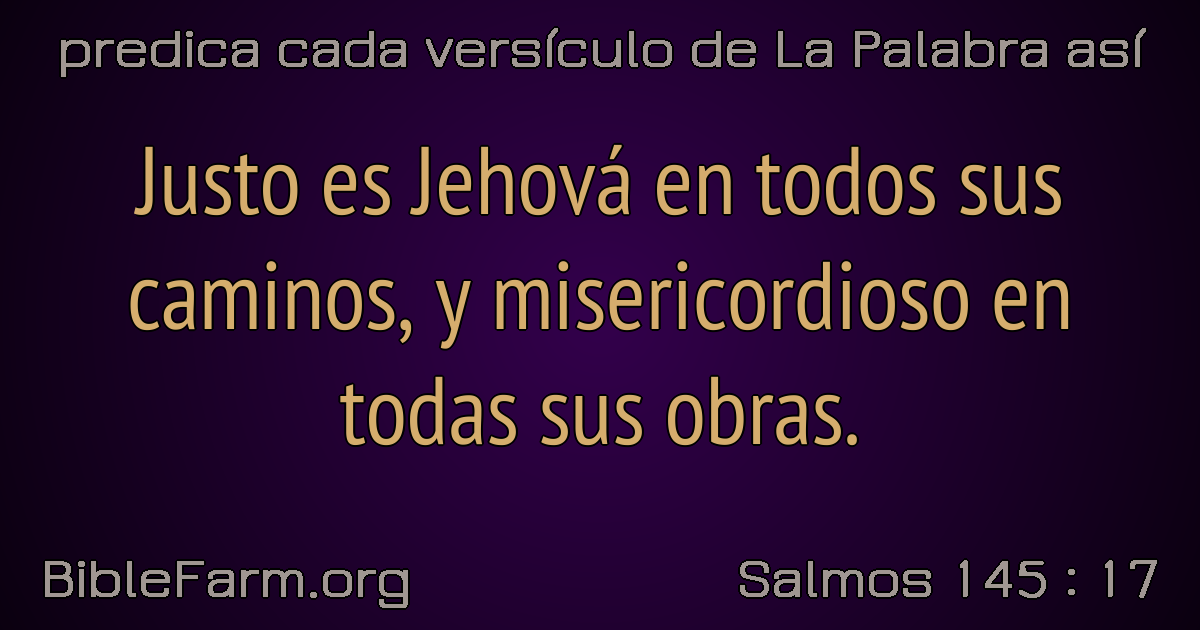 predica cada versículo de La Palabra así
Justo es Jehová en todos sus
caminos, y misericordioso en
todas sus obras.
BibleFarm.org
Salmos 145 : 17